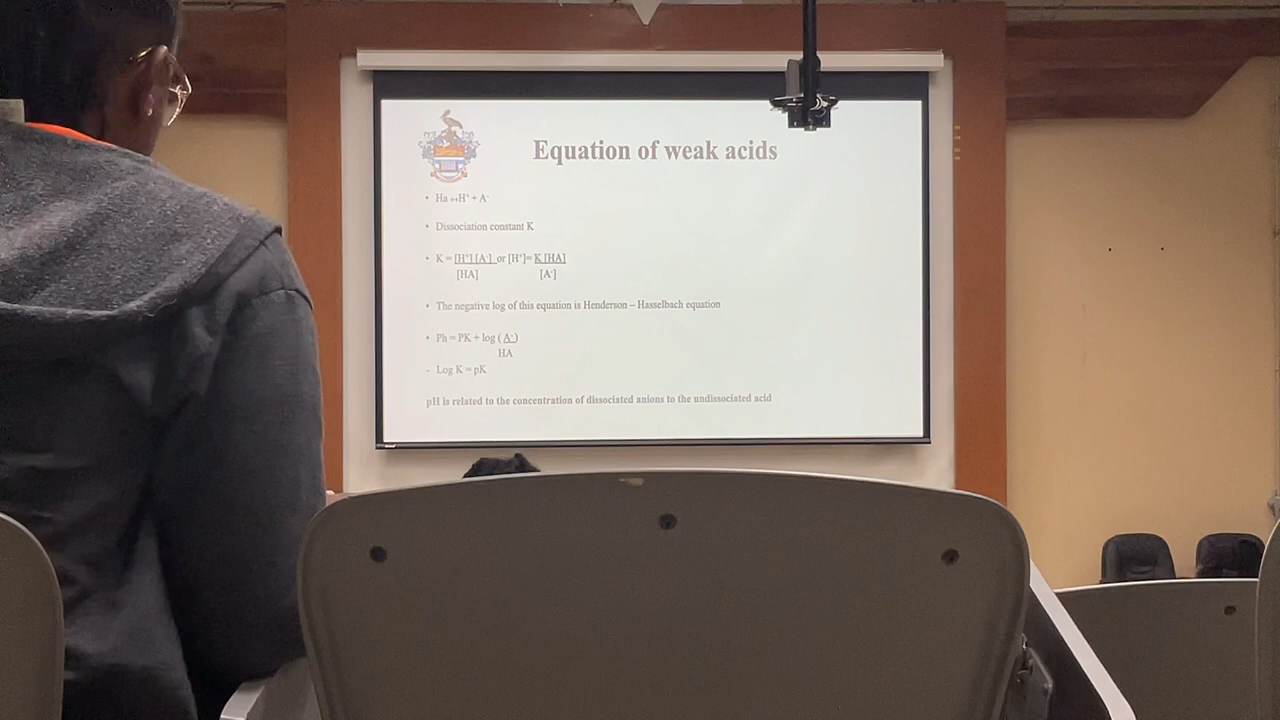 Equation of weak acids
• Ha ↔H⁺ + A⁻
• Dissociation constant K
• K = [H⁺] [A⁻] or [H⁺]= K [HA]
[HA] [A⁻]
• The negative log of this equation is Henderson – Hasselbach equation
• Ph = PK + log ( A⁻)
HA
- Log K = pK
pH is related to the concentration of dissociated anions to the undissociated acid